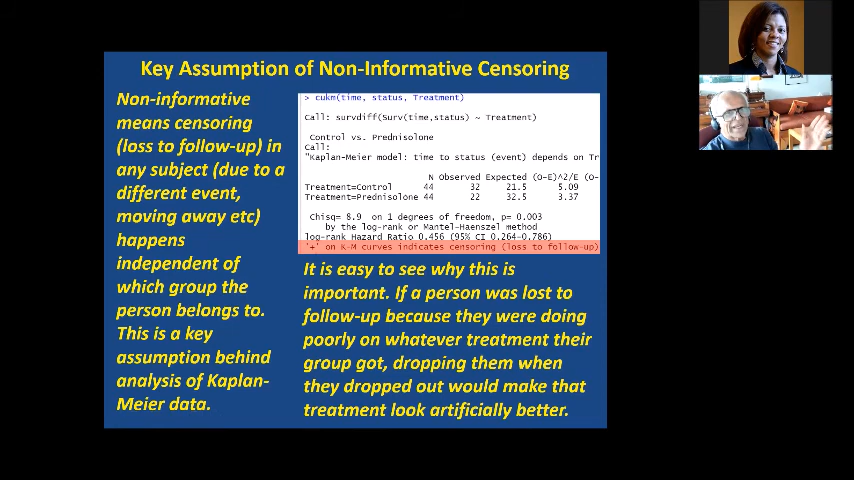 Key Assumption of Non-Informative Censoring
Non-informative
means censoring
(loss to follow-up) in
any subject (due to a
different event,
moving away etc)
happens
independent of
which group the
person belongs to.
This is a key
assumption behind
analysis of Kaplan-
Meier data.
> cukm(time, status, Treatment)
Call: survdiff(Surv(time,status) ~ Treatment)
Control vs. Prednisolone
Call:
"Kaplan-Meier model: time to status (event) depends on Tr
N Observed Expected (O-E)^2/E (O-
Treatment=Control 44 32 21.5 5.09
Treatment=Prednisolone 44 22 32.5 3.37
Chisq= 8.9 on 1 degrees of freedom, p= 0.003
by the log-rank or Mantel-Haenszel method
log-rank Hazard Ratio 0.456 (95% CI 0.264-0.786)
'+' on K-M curves indicates censoring (loss to follow-up)
It is easy to see why this is
important. If a person was lost to
follow-up because they were doing
poorly on whatever treatment their
group got, dropping them when
they dropped out would make that
treatment look artificially better.